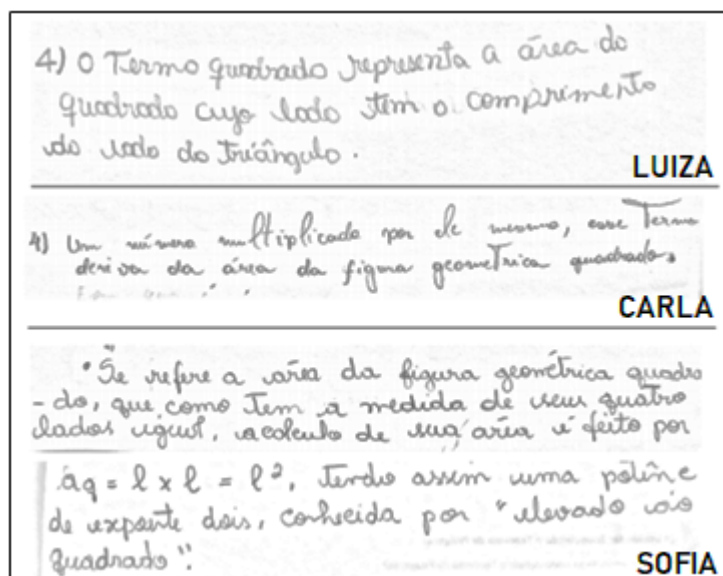 4) O Termo quadrado representa a área do
quadrado cujo lado tem o comprimento
do lado do triângulo.
LUIZA
4) Um número multiplicado por ele mesmo, esse Termo
deriva da área da figura geométrica quadrado.
CARLA
• Se refere a área da figura geométrica quadra
-do, que como Tem a medida de seus quatro
lados igual, o calculo de sua área é feito por
Aq = l x l = l², Tendo assim uma potênc
de expoente dois, conhecida por "elevado ao
quadrado".
SOFIA